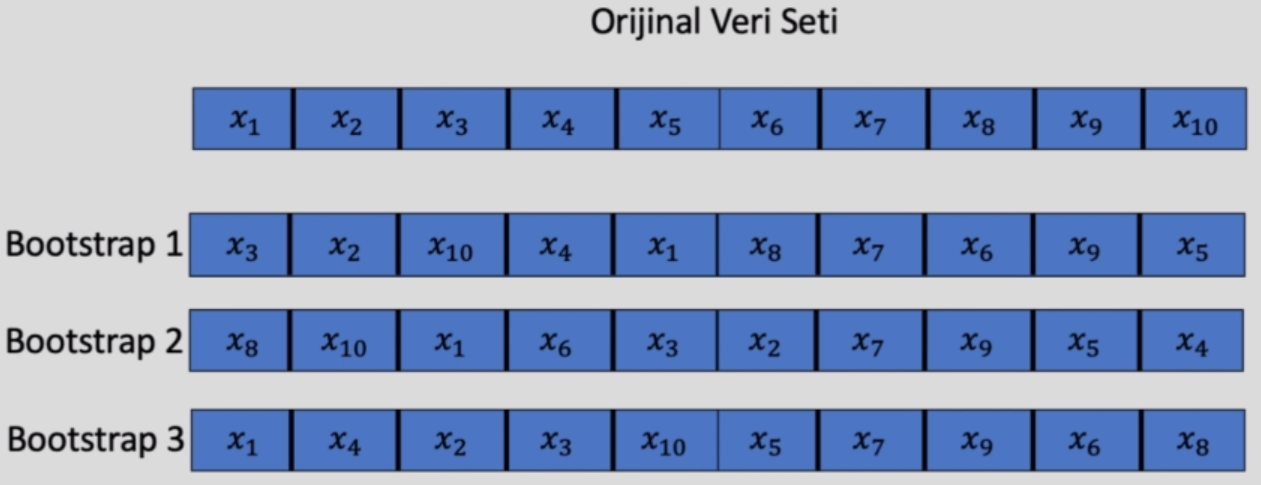 Orijinal Veri Seti
x₁ x₂ x₃ x₄ x₅ x₆ x₇ x₈ x₉ x₁₀
Bootstrap 1 x₃ x₂ x₁₀ x₄ x₁ x₈ x₇ x₆ x₉ x₅
Bootstrap 2 x₈ x₁₀ x₁ x₆ x₃ x₂ x₇ x₉ x₅ x₄
Bootstrap 3 x₁ x₄ x₂ x₃ x₁₀ x₅ x₇ x₉ x₆ x₈